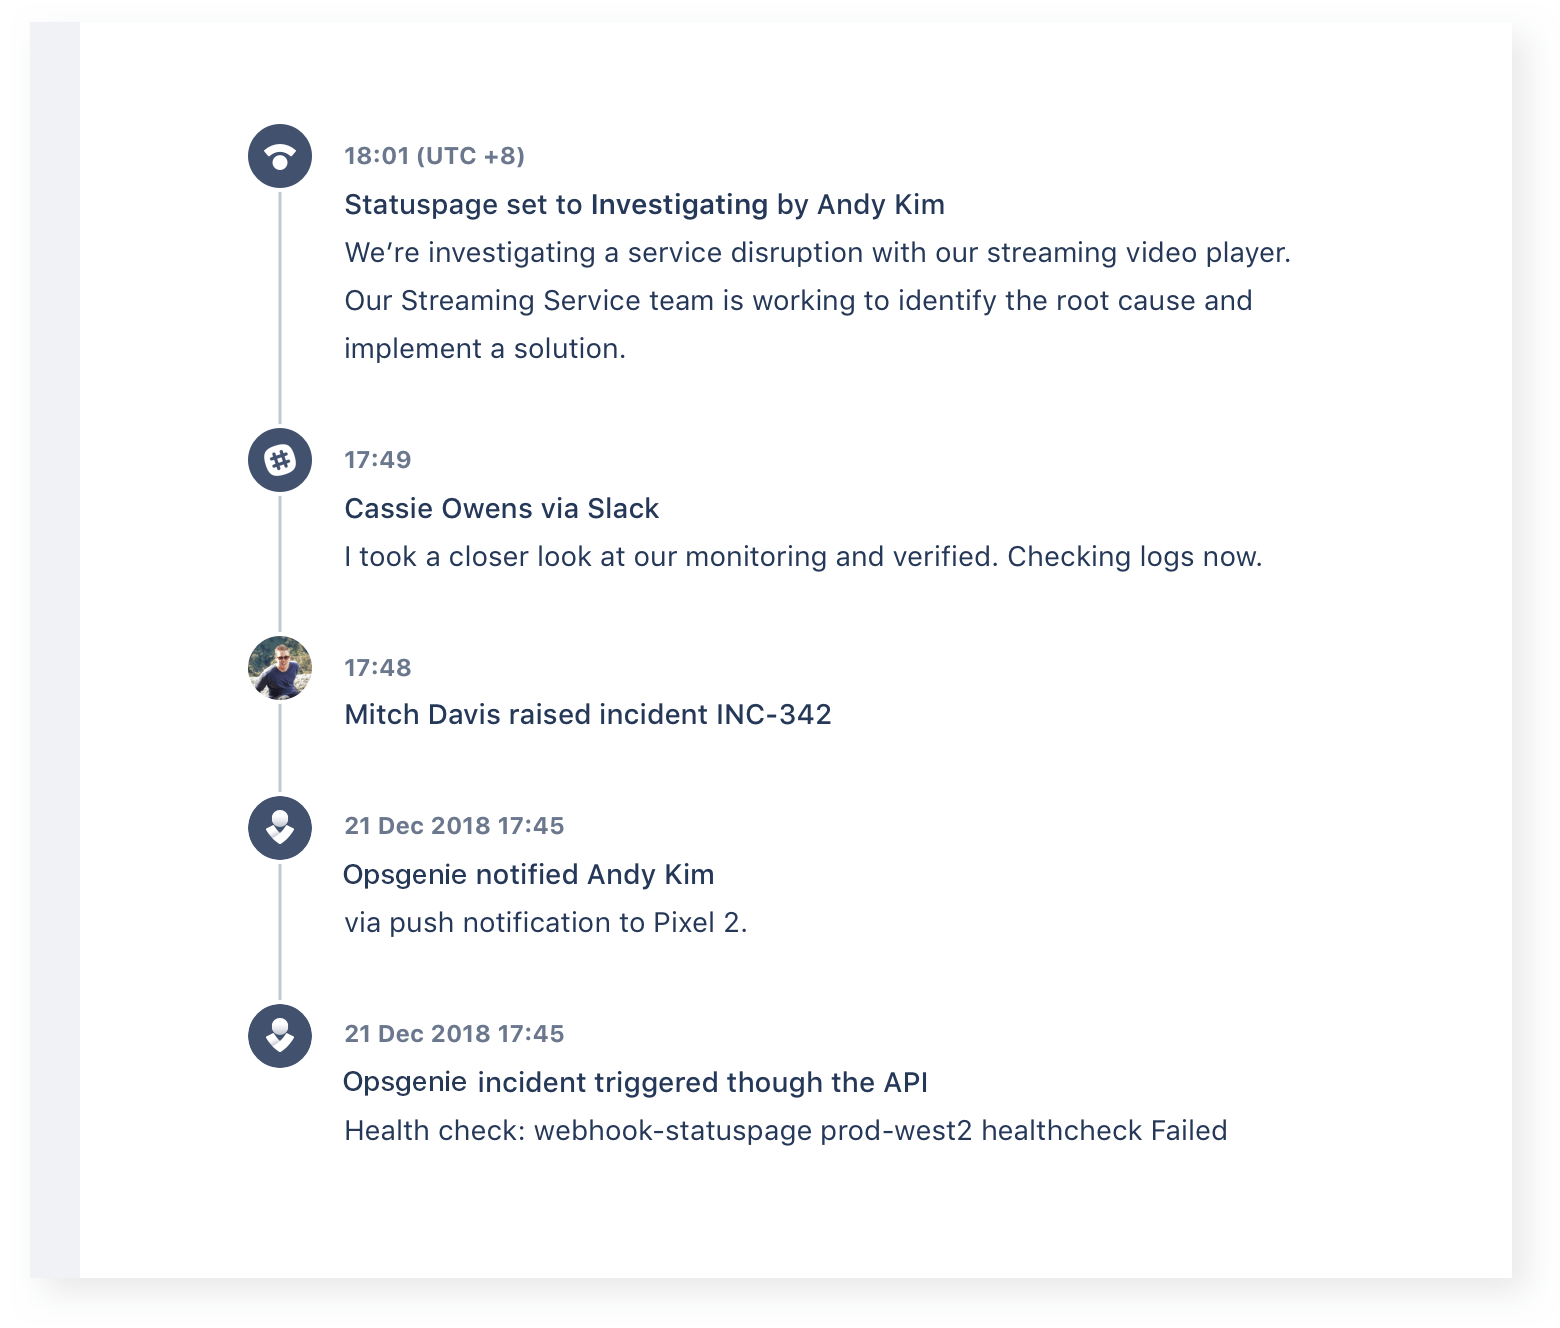 18:01 (UTC +8)
Statuspage set to Investigating by Andy Kim
We’re investigating a service disruption with our streaming video player.
Our Streaming Service team is working to identify the root cause and
implement a solution.
17:49
Cassie Owens via Slack
I took a closer look at our monitoring and verified. Checking logs now.
17:48
Mitch Davis raised incident INC-342
21 Dec 2018 17:45
Opsgenie notified Andy Kim
via push notification to Pixel 2.
21 Dec 2018 17:45
Opsgenie incident triggered though the API
Health check: webhook-statuspage prod-west2 healthcheck Failed